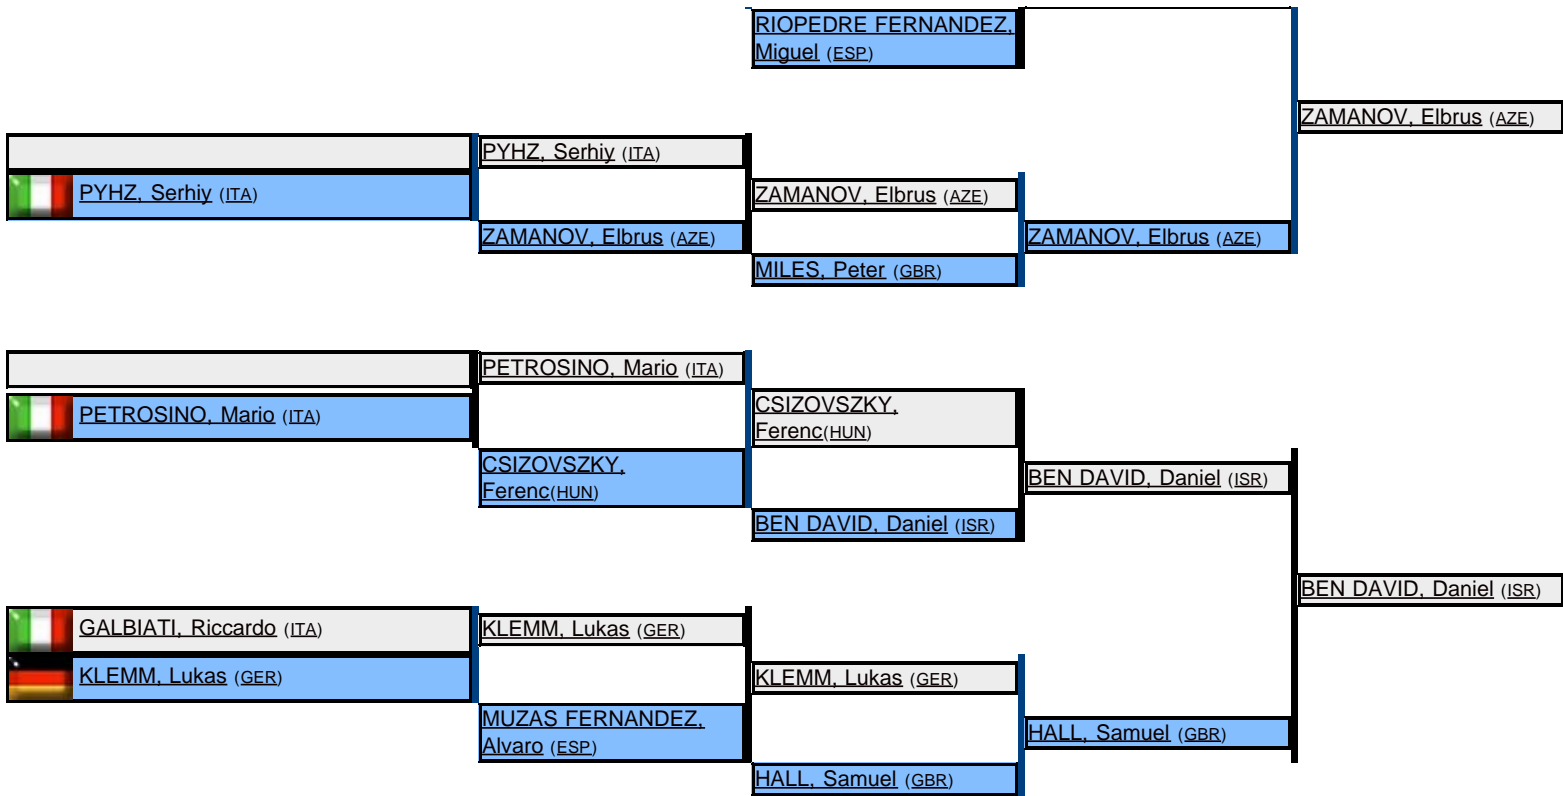 RIOPEDRE FERNANDEZ,
Miguel (ESP)
ZAMANOV, Elbrus (AZE)
PYHZ, Serhiy (ITA)
PYHZ, Serhiy (ITA)
ZAMANOV, Elbrus (AZE)
ZAMANOV, Elbrus (AZE)
ZAMANOV, Elbrus (AZE)
MILES, Peter (GBR)
PETROSINO, Mario (ITA)
PETROSINO, Mario (ITA)
CSIZOVSZKY,
Ferenc(HUN)
CSIZOVSZKY,
Ferenc(HUN)
BEN DAVID, Daniel (ISR)
BEN DAVID, Daniel (ISR)
BEN DAVID, Daniel (ISR)
GALBIATI, Riccardo (ITA)
KLEMM, Lukas (GER)
KLEMM, Lukas (GER)
KLEMM, Lukas (GER)
MUZAS FERNANDEZ,
Alvaro (ESP)
HALL, Samuel (GBR)
HALL, Samuel (GBR)